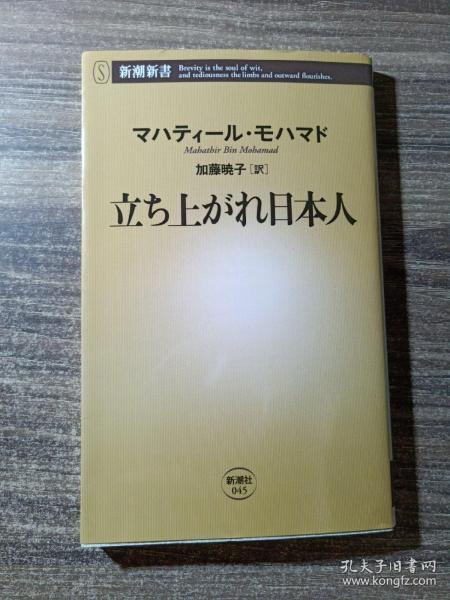 S 新潮新書 Brevity is the soul of wit,
and tediousness the limbs and outward flourishes.
マハティール・モハマド
Mahathir Bin Mohamad
加藤暁子[訳]
立ち上がれ日本人
新潮社
045
孔夫子旧书网
www.kongfz.com